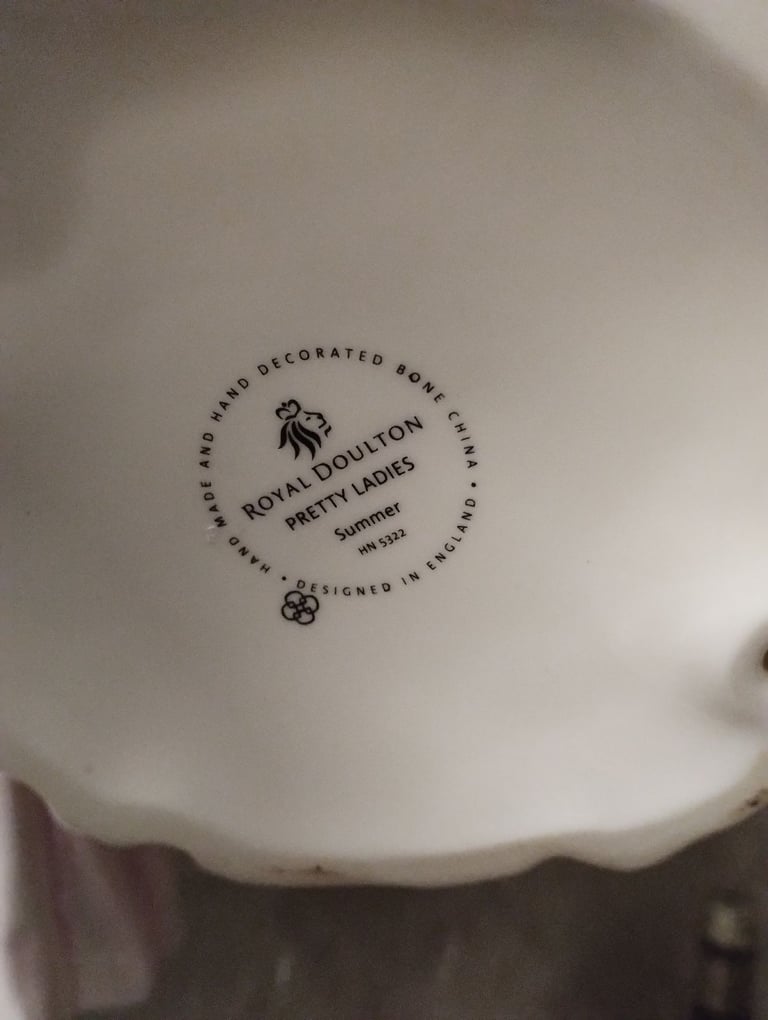 HAND MADE AND HAND DECORATED BONE CHINA
ROYAL DOULTON
PRETTY LADIES
Summer
HN 5322
• DESIGNED IN ENGLAND •